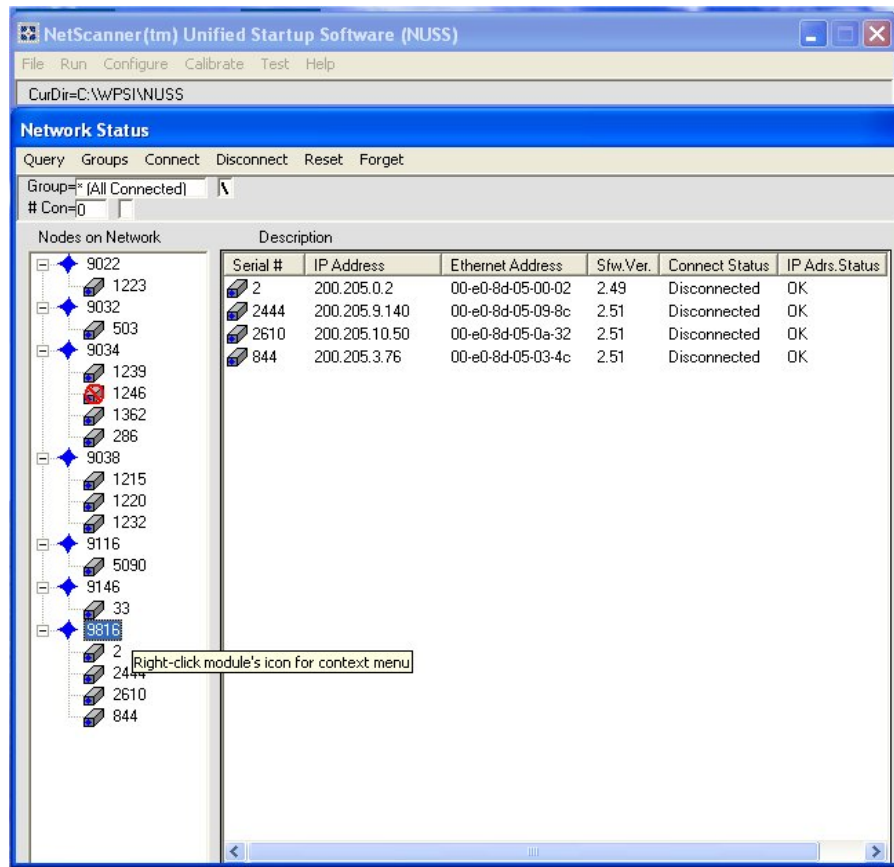 NetScanner(tm) Unified Startup Software (NUSS)
File Run Configure Calibrate Test Help
CurDir=C:\WPSI\NUSS
Network Status
Query Groups Connect Disconnect Reset Forget
Group=* (All Connected) \
# Con=0
Nodes on Network Description
Serial # IP Address Ethernet Address Sfw.Ver. Connect Status IP Adrs.Status
2 200.205.0.2 00-e0-8d-05-00-02 2.49 Disconnected OK
2444 200.205.9.140 00-e0-8d-05-09-8c 2.51 Disconnected OK
2610 200.205.10.50 00-e0-8d-05-0a-32 2.51 Disconnected OK
844 200.205.3.76 00-e0-8d-05-03-4c 2.51 Disconnected OK
9022
1223
9032
503
9034
1239
1246
1362
286
9038
1215
1220
1232
9116
5090
9146
33
9816
2
Right-click module's icon for context menu
2444
2610
844